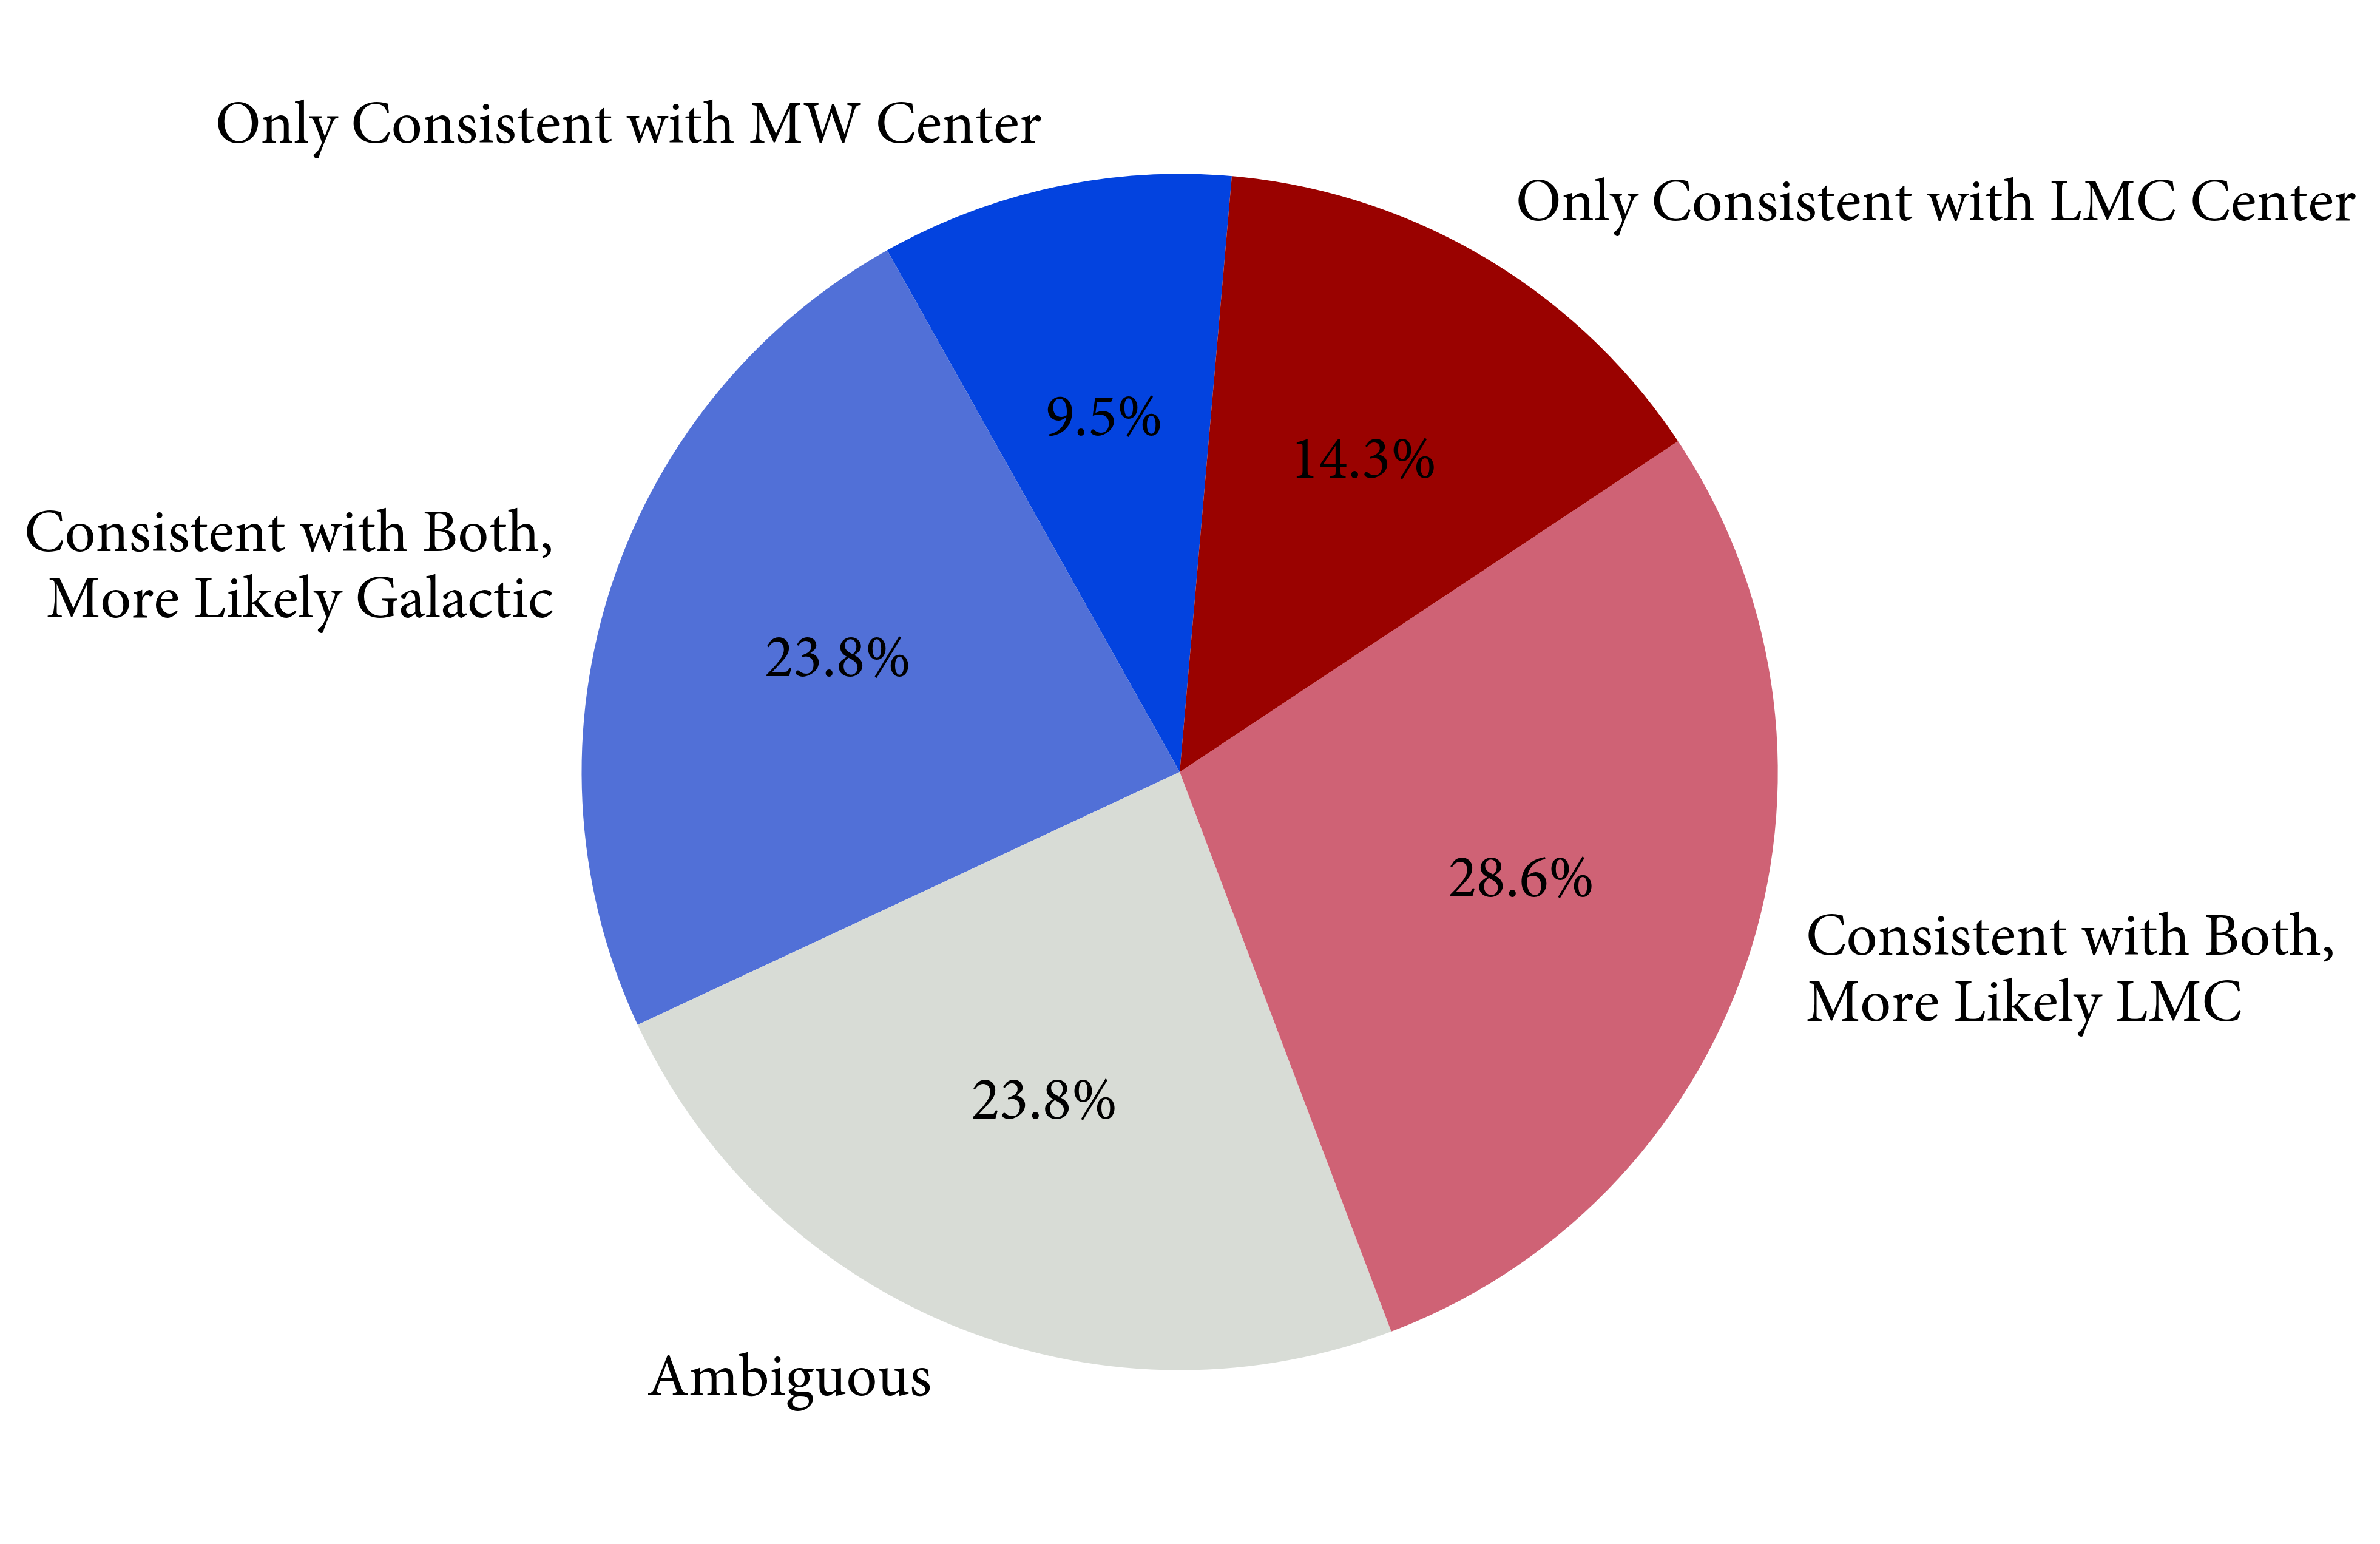 Only Consistent with MW Center
Only Consistent with LMC Center
9.5%
14.3%
Consistent with Both,
More Likely Galactic
23.8%
28.6%
Consistent with Both,
More Likely LMC
23.8%
Ambiguous